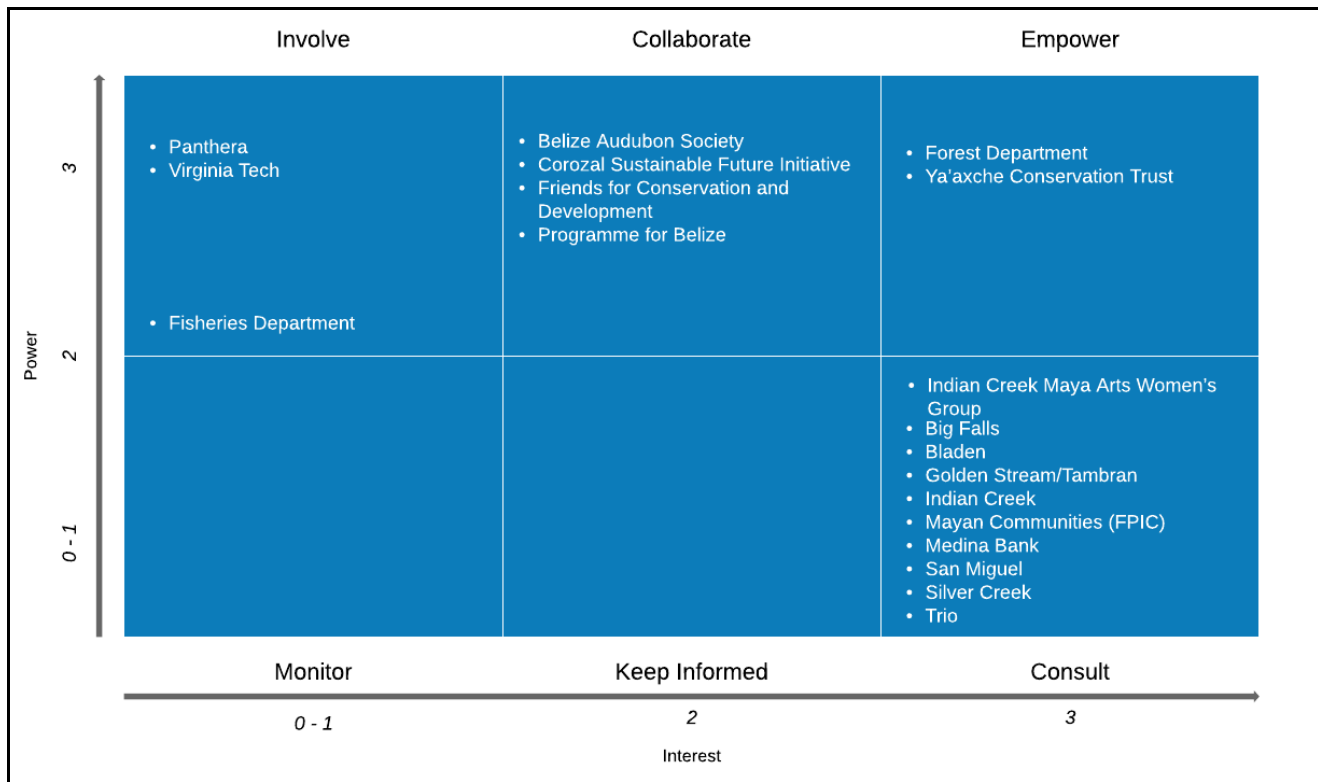 Involve
Collaborate
Empower
Power
3
2
0 - 1
• Panthera
• Virginia Tech
• Fisheries Department
• Belize Audubon Society
• Corozal Sustainable Future Initiative
• Friends for Conservation and
Development
• Programme for Belize
• Forest Department
• Ya'axche Conservation Trust
• Indian Creek Maya Arts Women's
Group
• Big Falls
• Bladen
• Golden Stream/Tambran
• Indian Creek
• Mayan Communities (FPIC)
• Medina Bank
• San Miguel
• Silver Creek
• Trio
Monitor
Keep Informed
Consult
0 - 1
2
3
Interest